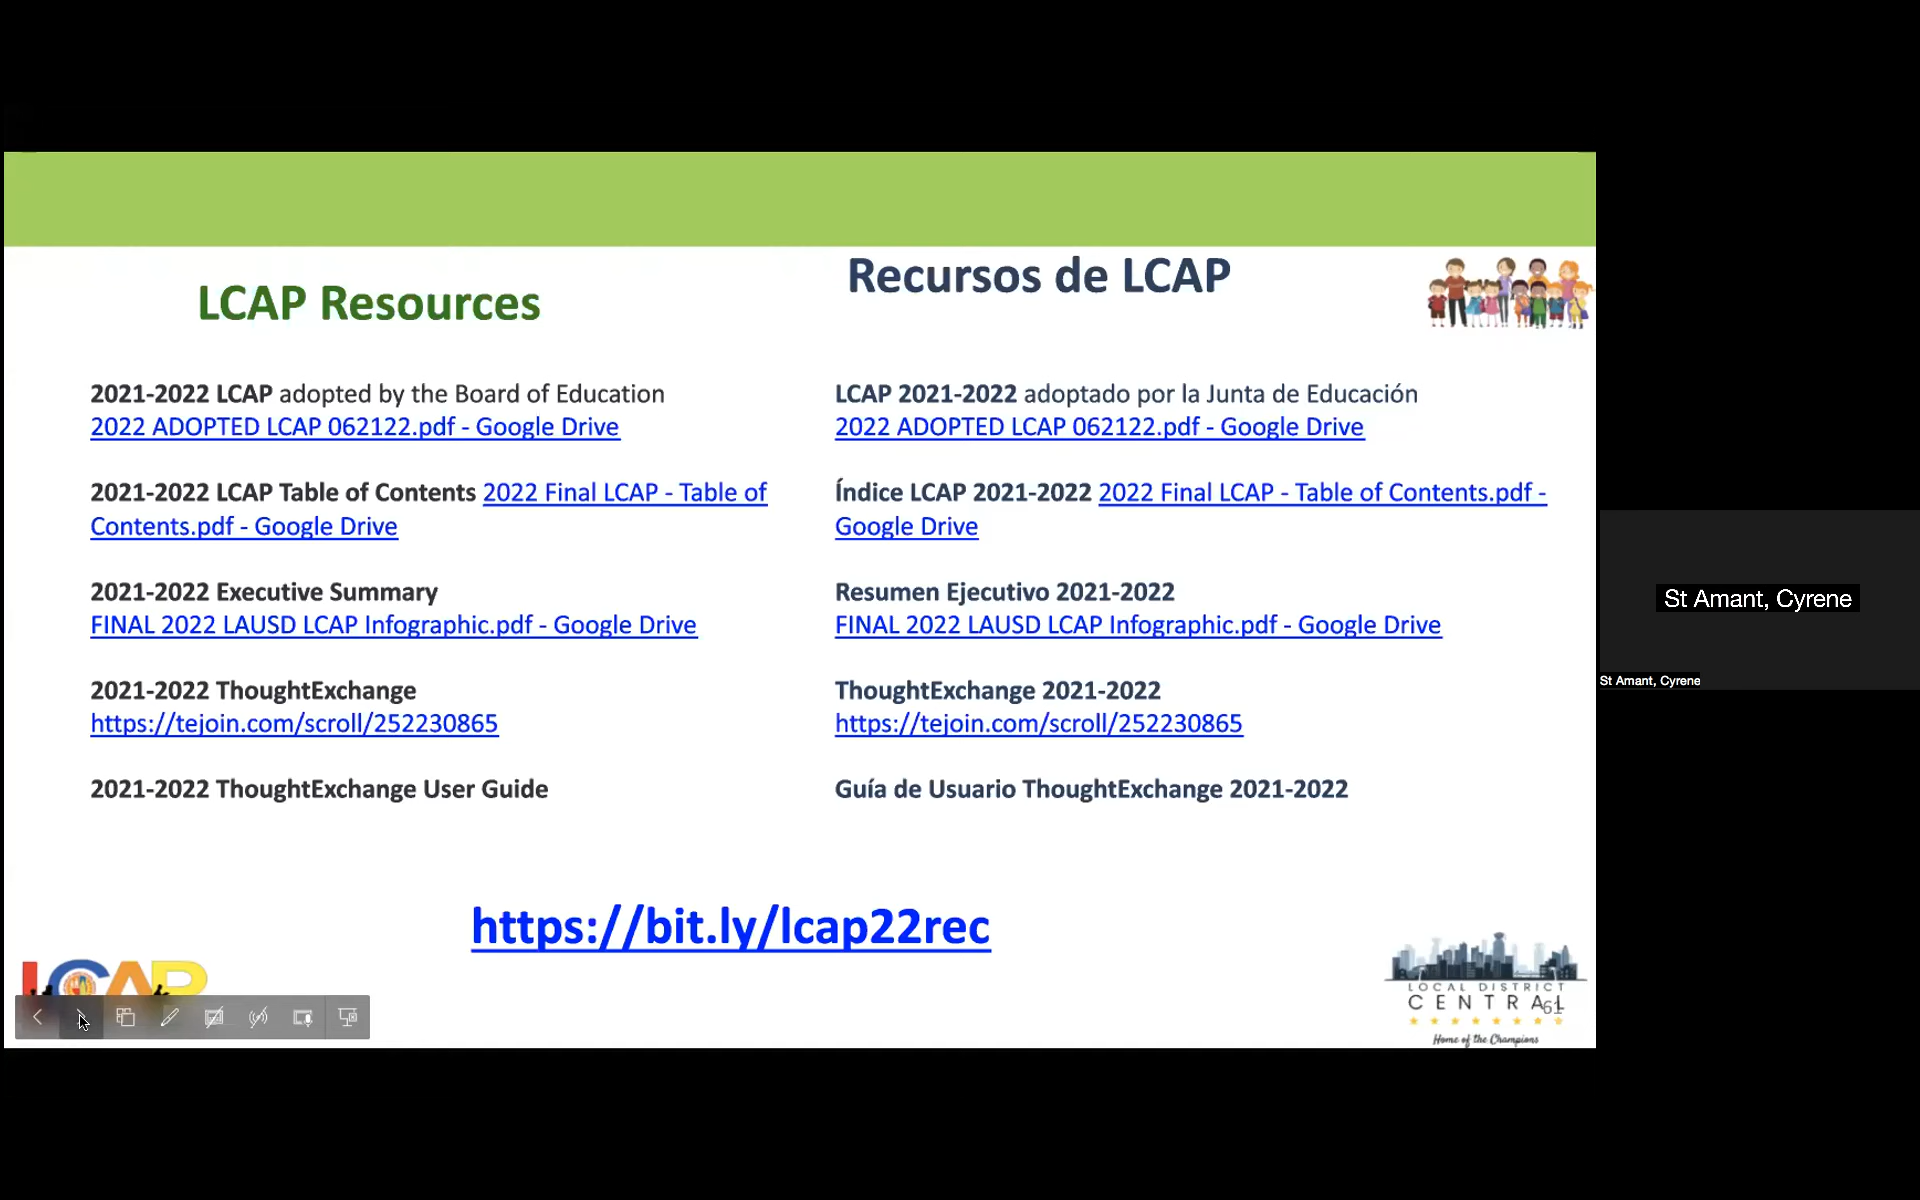 LCAP Resources
2021-2022 LCAP adopted by the Board of Education
2022 ADOPTED LCAP 062122.pdf - Google Drive
2021-2022 LCAP Table of Contents 2022 Final LCAP - Table of
Contents.pdf - Google Drive
2021-2022 Executive Summary
FINAL 2022 LAUSD LCAP Infographic.pdf - Google Drive
2021-2022 ThoughtExchange
https://tejoin.com/scroll/252230865
2021-2022 ThoughtExchange User Guide
Recursos de LCAP
LCAP 2021-2022 adoptado por la Junta de Educación
2022 ADOPTED LCAP 062122.pdf - Google Drive
Índice LCAP 2021-2022 2022 Final LCAP - Table of Contents.pdf -
Google Drive
Resumen Ejecutivo 2021-2022
FINAL 2022 LAUSD LCAP Infographic.pdf - Google Drive
ThoughtExchange 2021-2022
https://tejoin.com/scroll/252230865
Guía de Usuario ThoughtExchange 2021-2022
https://bit.ly/lcap22rec
LCAP
LOCAL DISTRICT
CENTRAL
61
Home of the Champions
St Amant, Cyrene
St Amant, Cyrene